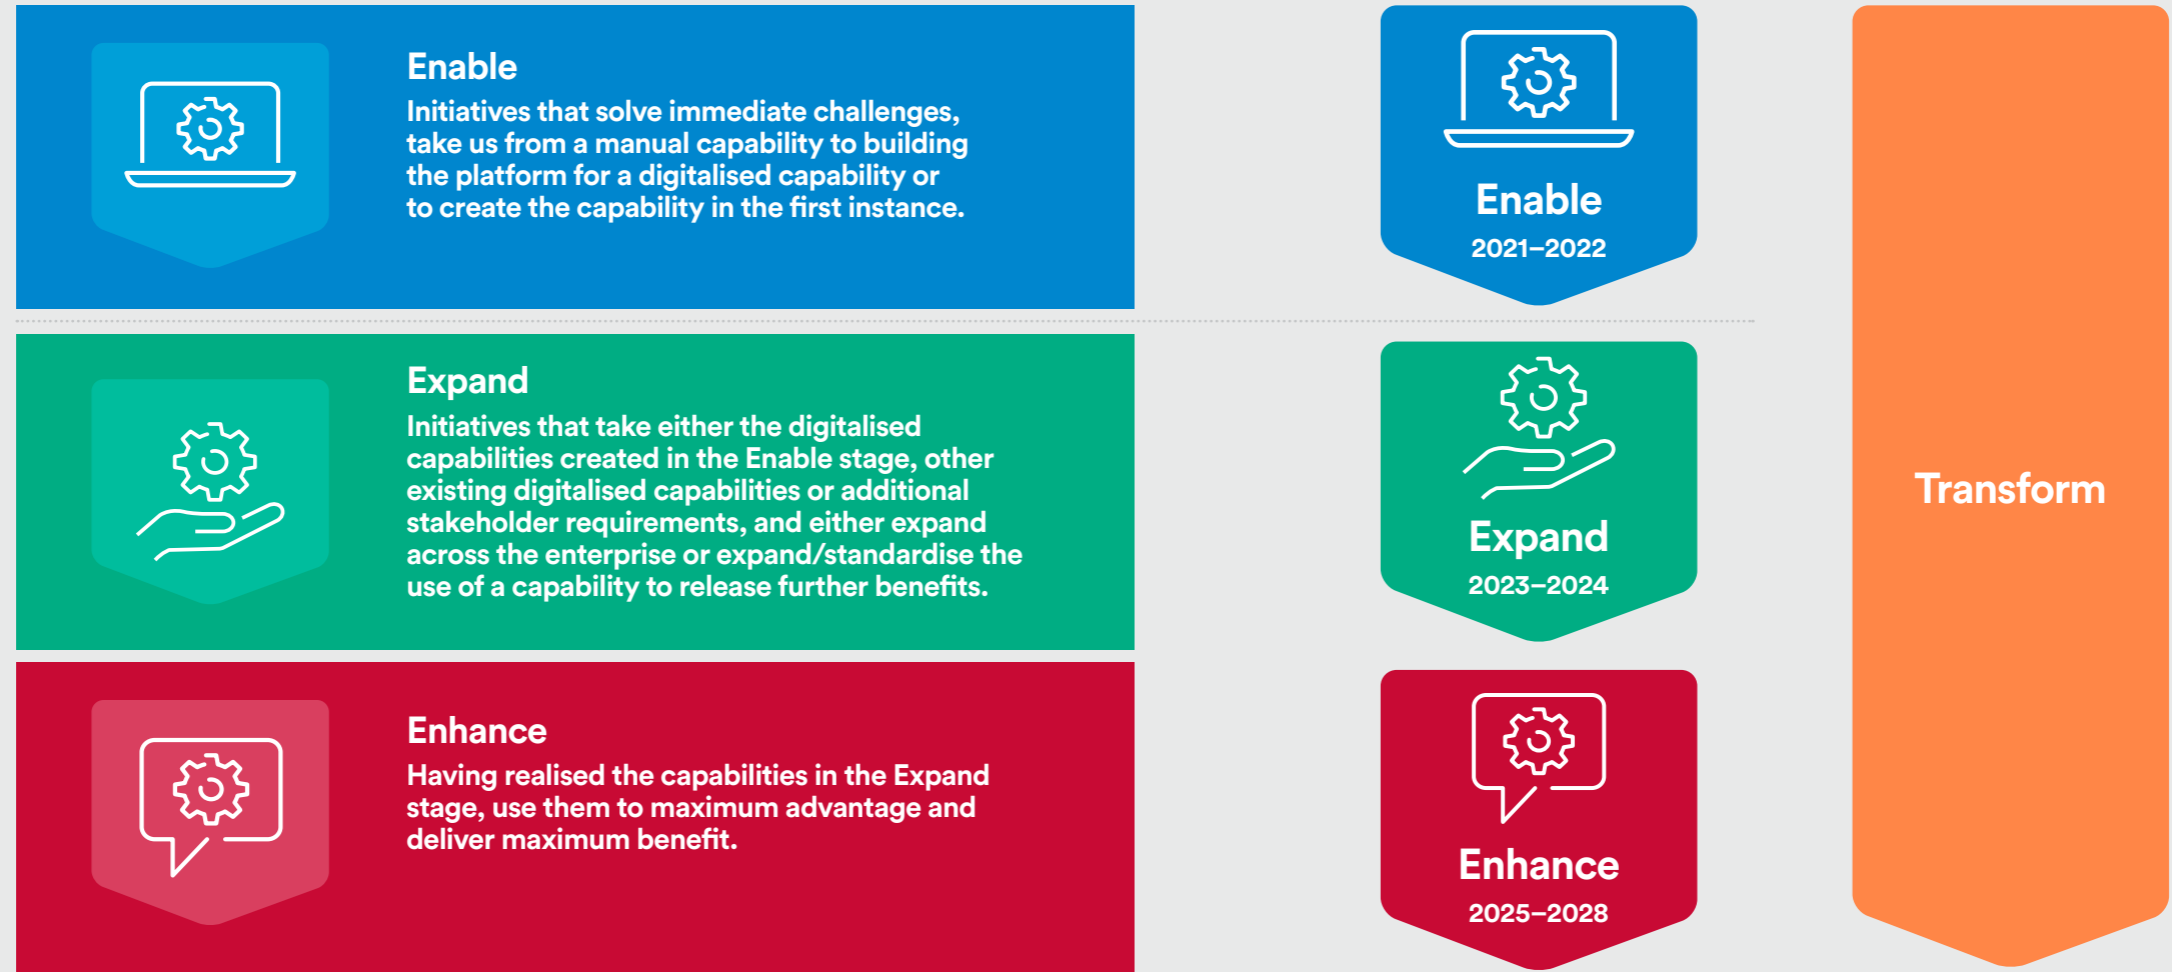 Enable
Initiatives that solve immediate challenges,
take us from a manual capability to building
the platform for a digitalised capability or
to create the capability in the first instance.
Enable
2021–2022
Expand
Initiatives that take either the digitalised
capabilities created in the Enable stage, other
existing digitalised capabilities or additional
stakeholder requirements, and either expand
across the enterprise or expand/standardise the
use of a capability to release further benefits.
Expand
2023–2024
Enhance
Having realised the capabilities in the Expand
stage, use them to maximum advantage and
deliver maximum benefit.
Enhance
2025–2028
Transform